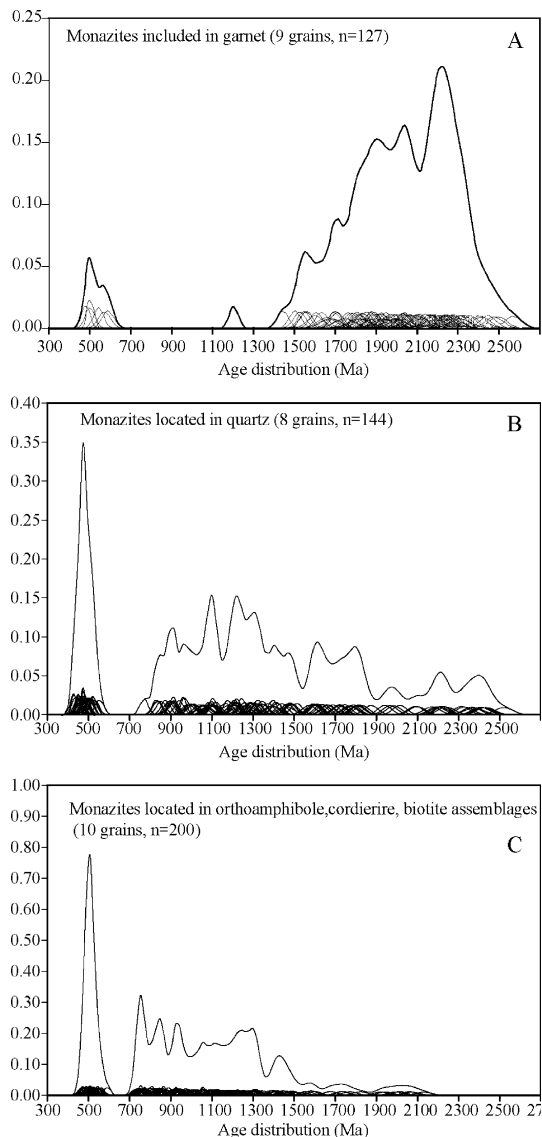 0.25
Monazites included in garnet (9 grains, n=127)
A
0.20
0.15
0.10
0.05
0.00
300 500 700 900 1100 1300 1500 1700 1900 2100 2300 2500
Age distribution (Ma)
0.40
Monazites located in quartz (8 grains, n=144)
B
0.35
0.30
0.25
0.20
0.15
0.10
0.05
0.00
300 500 700 900 1100 1300 1500 1700 1900 2100 2300 2500
Age distribution (Ma)
1.00
Monazites located in orthoamphibole,cordierire, biotite assemblages
(10 grains, n=200)
C
0.90
0.80
0.70
0.60
0.50
0.40
0.30
0.20
0.10
0.00
300 500 700 900 1100 1300 1500 1700 1900 2100 2300 2500 27
Age distribution (Ma)